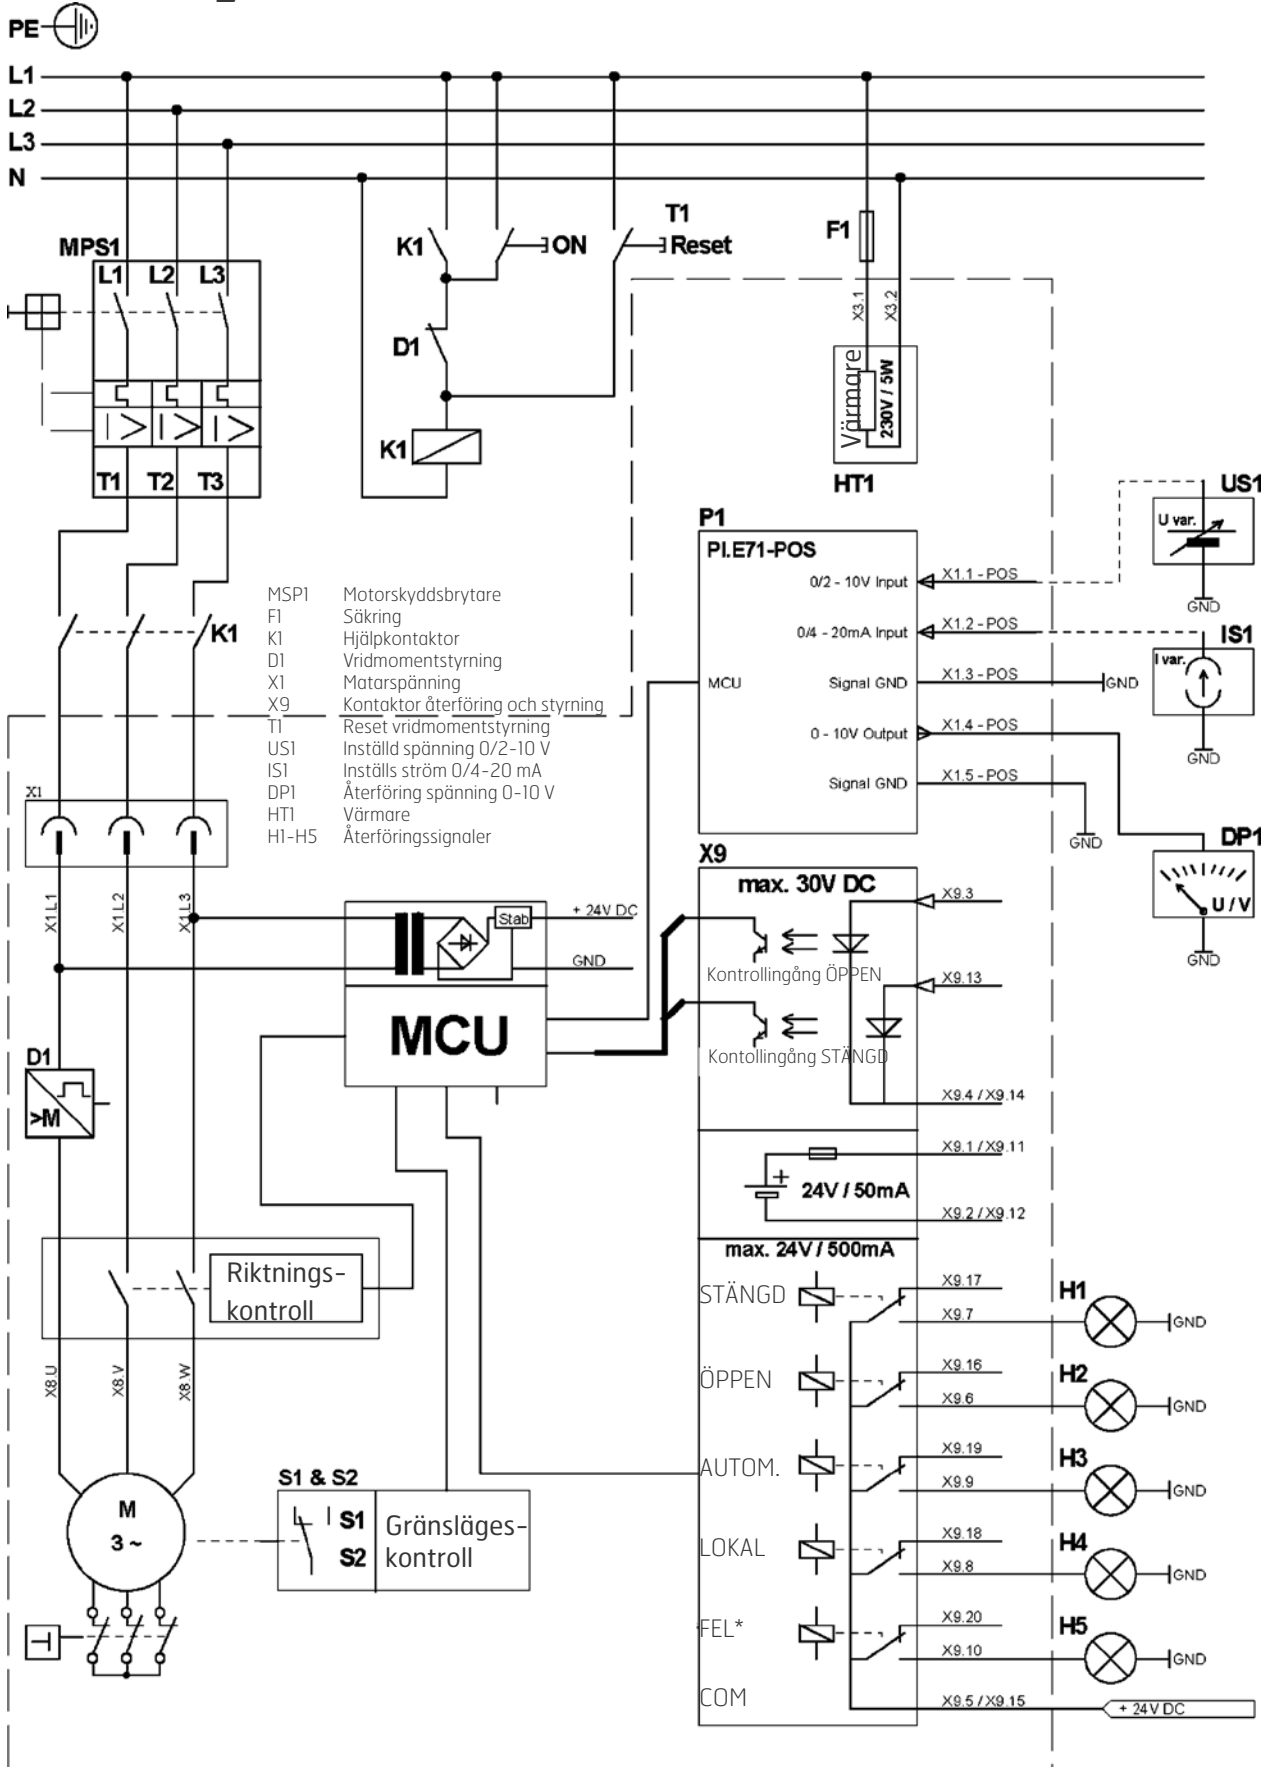 PE
L1
L2
L3
N
MPS1
L1 L2 L3
T1 T2 T3
K1
ON
T1
Reset
D1
K1
F1
X3.1
X3.2
Värmare
230V / 5W
HT1
K1
MSP1 Motorskyddsbrytare
F1 Säkring
K1 Hjälpkontaktor
D1 Vridmomentstyrning
X1 Matarspänning
X9 Kontaktor återföring och styrning
T1 Reset vridmomentstyrning
US1 Inställd spänning 0/2-10 V
IS1 Inställs ström 0/4-20 mA
DP1 Återföring spänning 0-10 V
HT1 Värmare
H1-H5 Återföringssignaler
P1
PI.E71-POS
0/2 - 10V Input
X1.1 - POS
0/4 - 20mA Input
X1.2 - POS
MCU
Signal GND
X1.3 - POS
GND
0 - 10V Output
X1.4 - POS
Signal GND
X1.5 - POS
GND
US1
U var.
GND
IS1
I var.
GND
DP1
U / V
GND
X1
X1.L1
X1.L2
X1.L3
Stab
+ 24V DC
GND
MCU
D1
>M
X9
max. 30V DC
X9.3
Kontrollingång ÖPPEN
X9.13
Kontollingång STÄNGD
X9.4 / X9.14
X9.1 / X9.11
+
24V / 50mA
X9.2 / X9.12
max. 24V / 500mA
STÄNGD
X9.17
X9.7
H1
GND
ÖPPEN
X9.16
X9.6
H2
GND
AUTOM.
X9.19
X9.9
H3
GND
LOKAL
X9.18
X9.8
H4
GND
FEL*
X9.20
X9.10
H5
GND
COM
X9.5 / X9.15
+ 24V DC
Riktnings-
kontroll
X8.U
X8.V
X8.W
M
3 ~
S1 & S2
S1
S2
Gränsläges-
kontroll